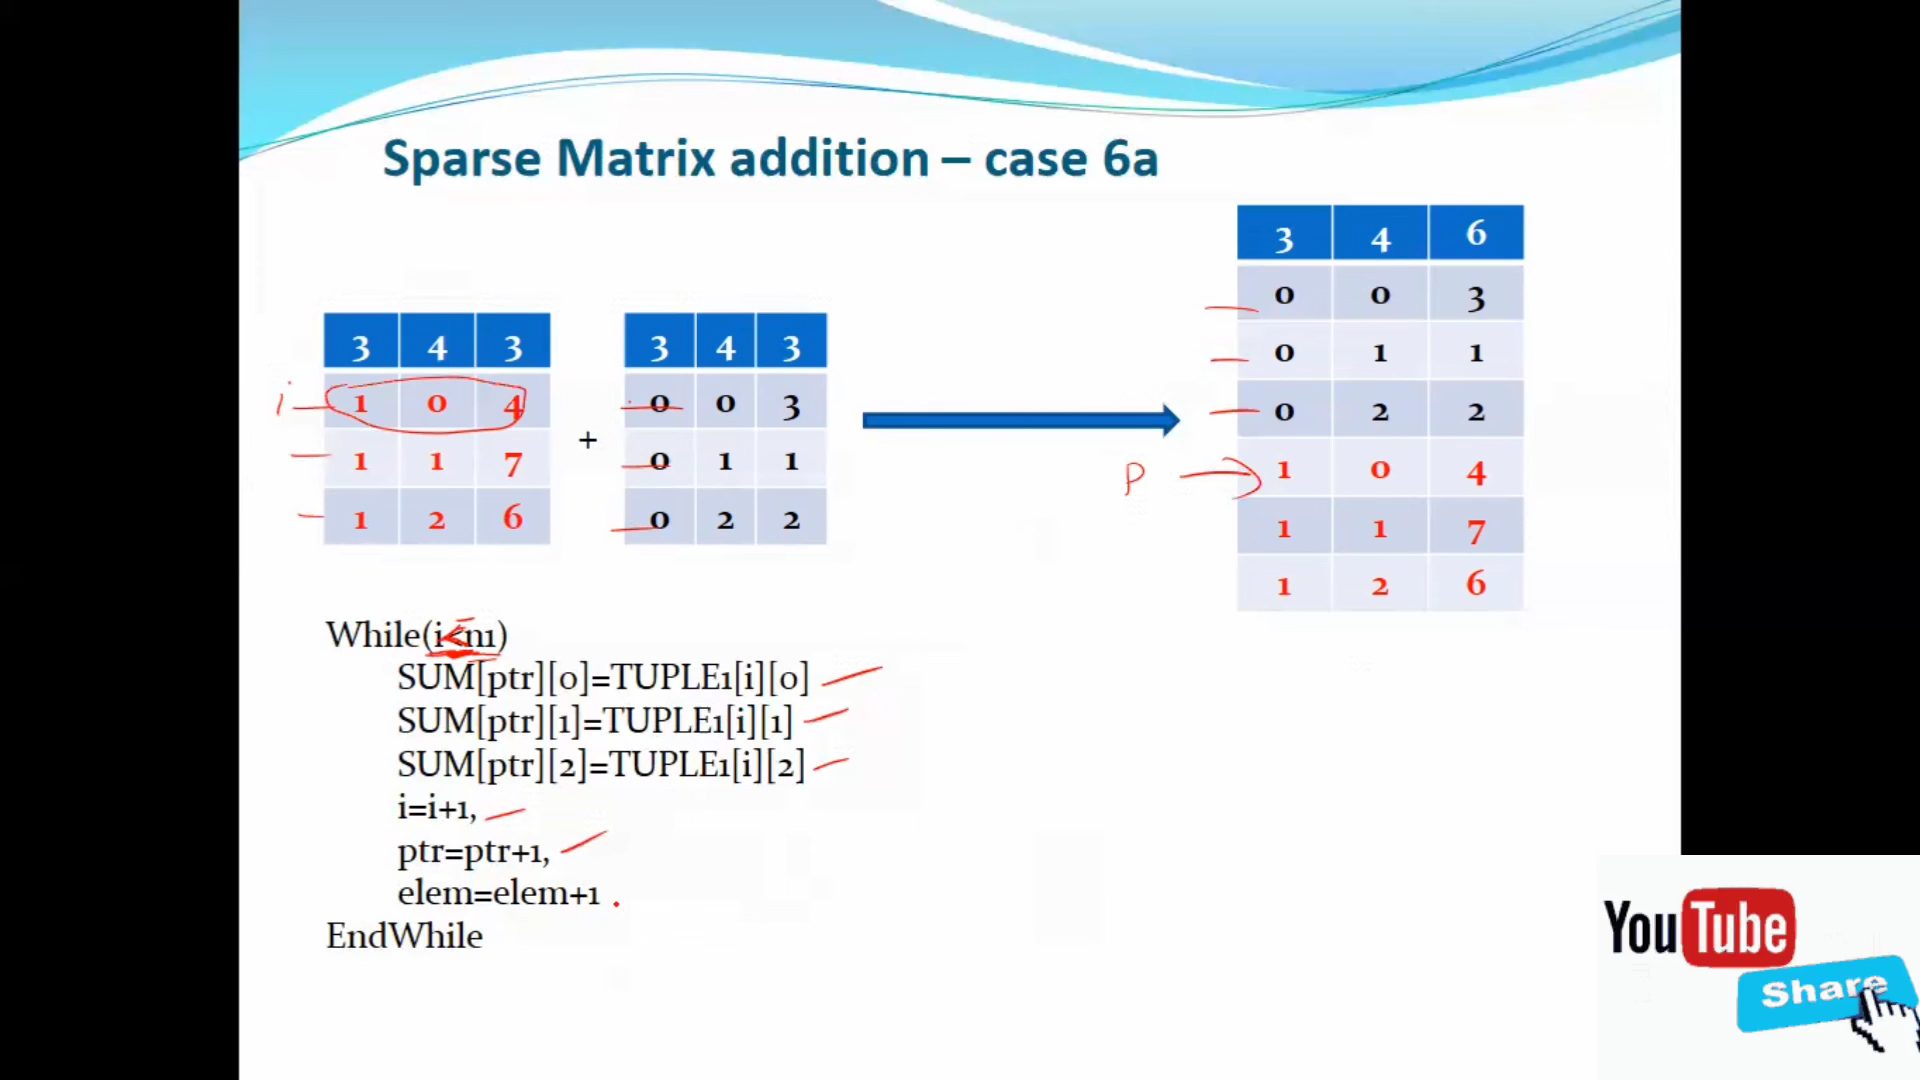 Sparse Matrix addition – case 6a
3 4 3
1 0 4
1 1 7
1 2 6
+
3 4 3
0 0 3
0 1 1
0 2 2
3 4 6
0 0 3
0 1 1
0 2 2
1 0 4
1 1 7
1 2 6
i
P
While(i<n1)
SUM[ptr][0]=TUPLE1[i][0]
SUM[ptr][1]=TUPLE1[i][1]
SUM[ptr][2]=TUPLE1[i][2]
i=i+1,
ptr=ptr+1,
elem=elem+1
EndWhile
YouTube
Share